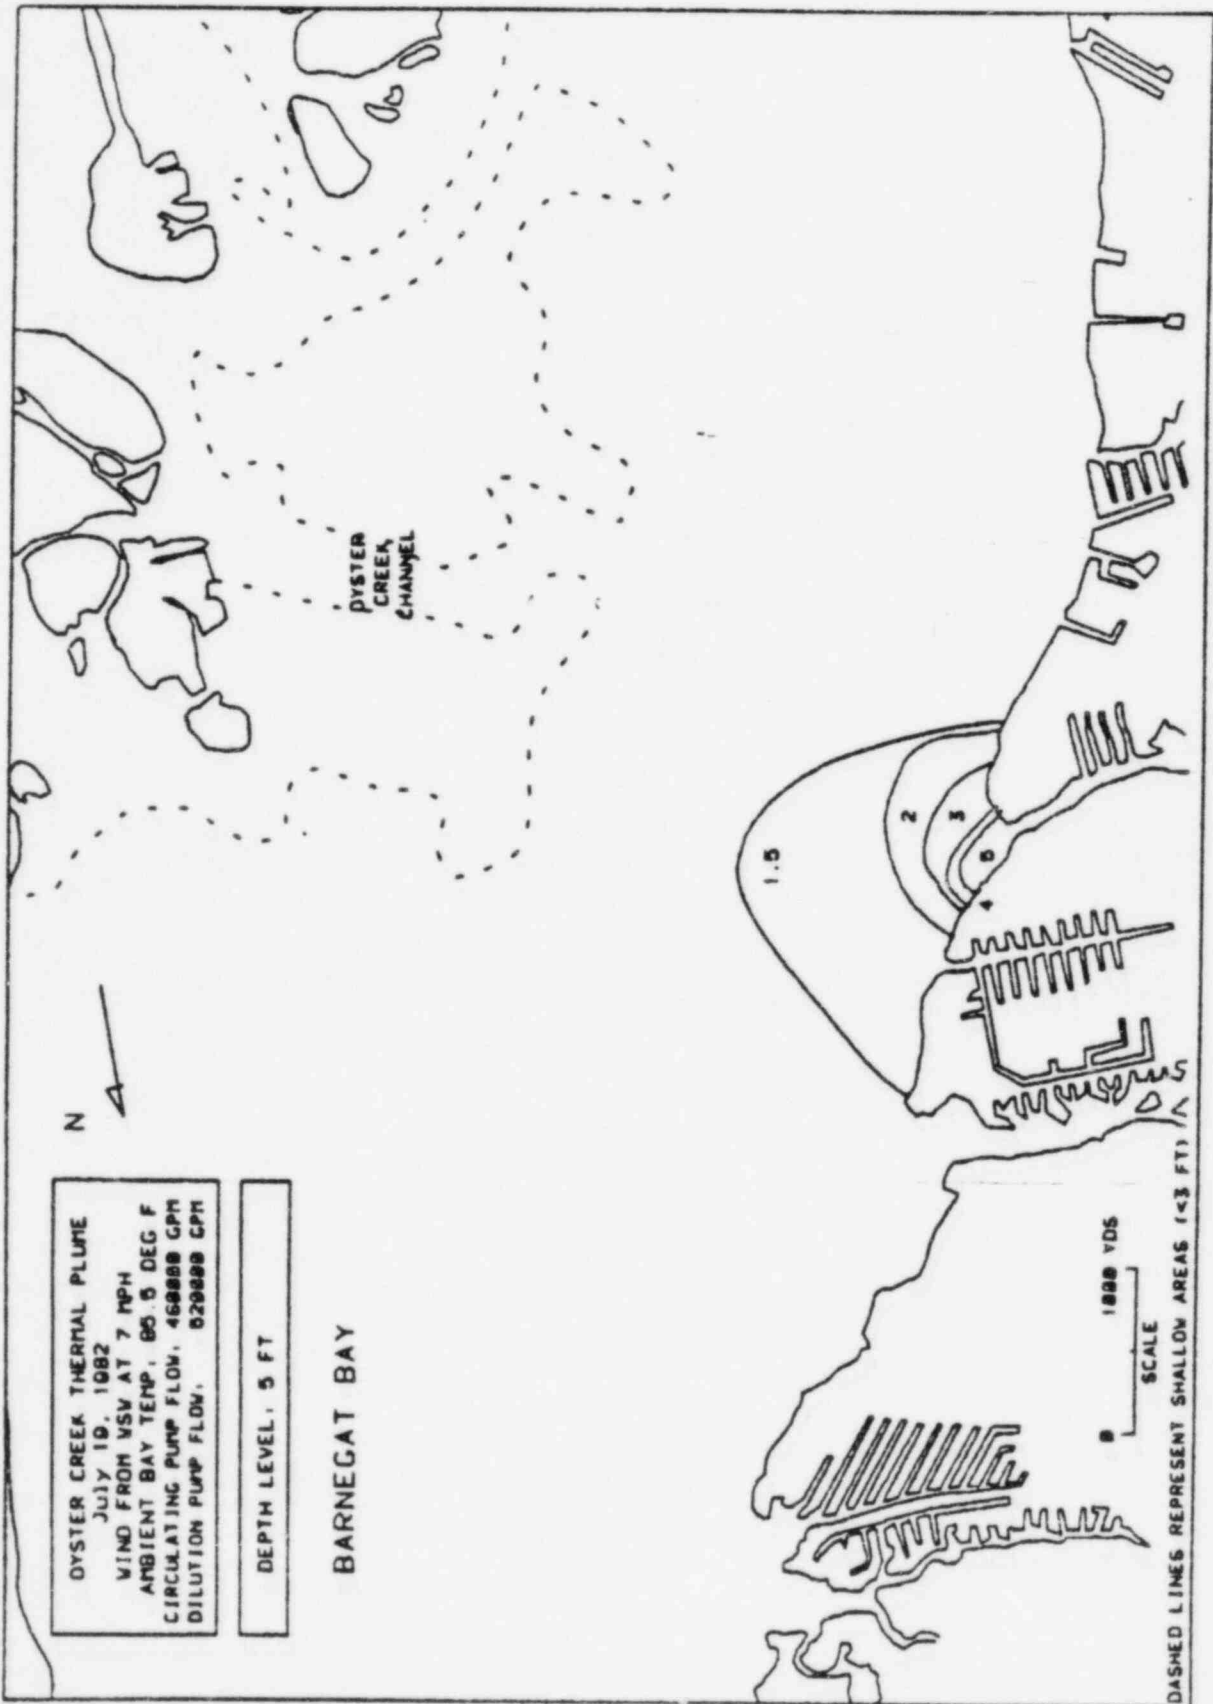 OYSTER CREEK THERMAL PLUME
July 19, 1982
WIND FROM WSW AT 7 MPH
AMBIENT BAY TEMP, 85.5 DEG F
CIRCULATING PUMP FLOW, 460000 GPM
DILUTION PUMP FLOW, 520000 GPM
N
DEPTH LEVEL, 5 FT
BARNEGAT BAY
OYSTER
CREEK
CHANNEL
1.5
2
3
5
4
0 1000 YDS
SCALE
DASHED LINES REPRESENT SHALLOW AREAS (<3 FT)